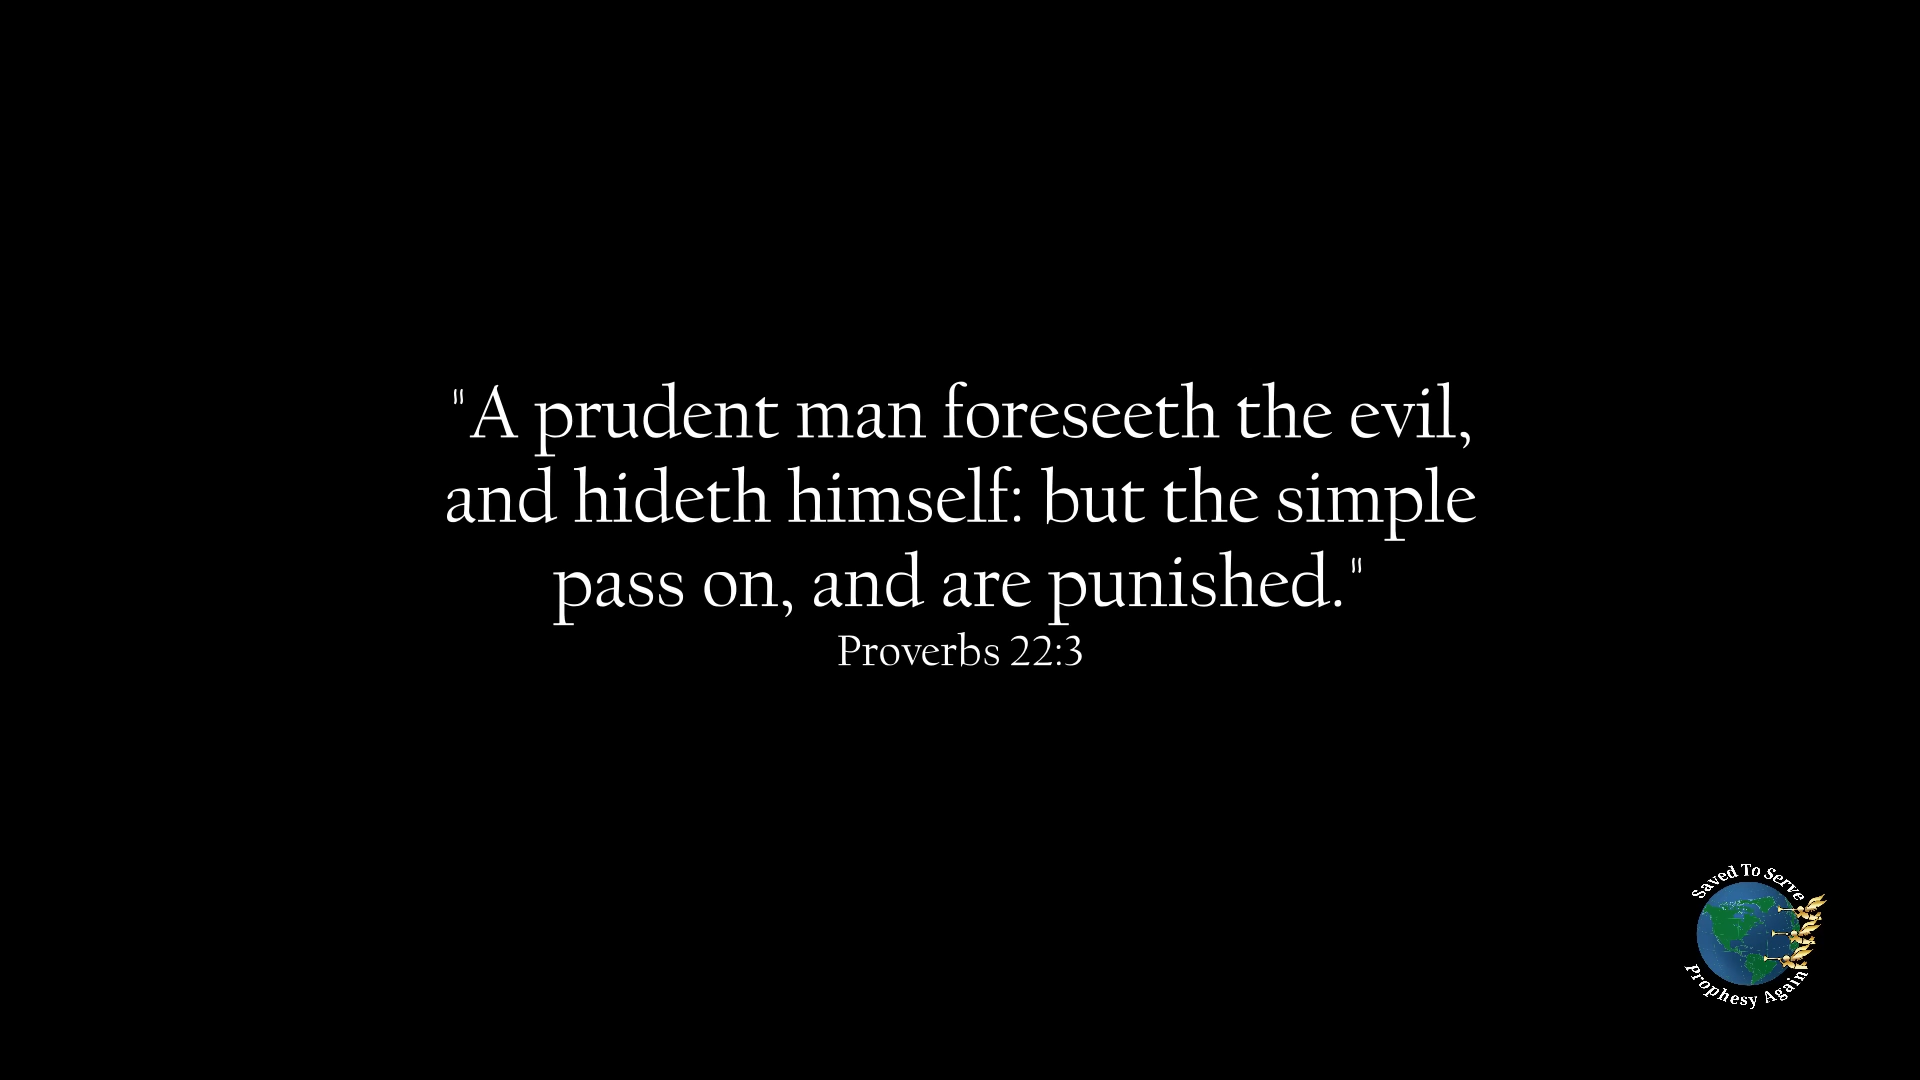 "A prudent man foreseeth the evil,
and hideth himself: but the simple
pass on, and are punished."
Proverbs 22:3
Saved To Serve
Prophesy Again